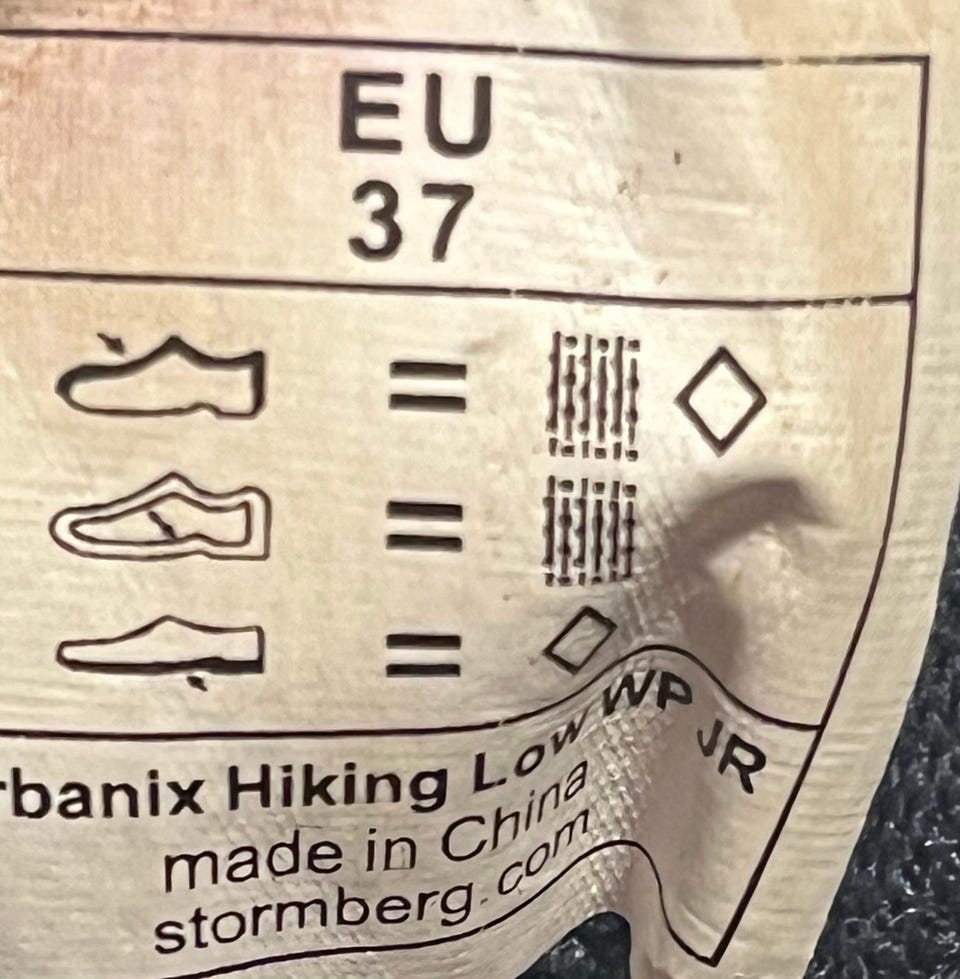 EU
37
rbanix Hiking Low WP JR
made in China
stormberg.com